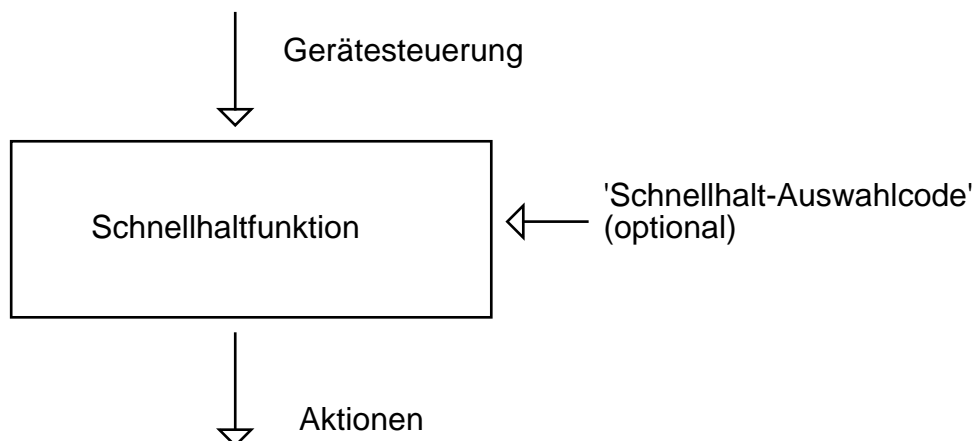 Gerätesteuerung
Schnellhaltfunktion
'Schnellhalt-Auswahlcode'
(optional)
Aktionen